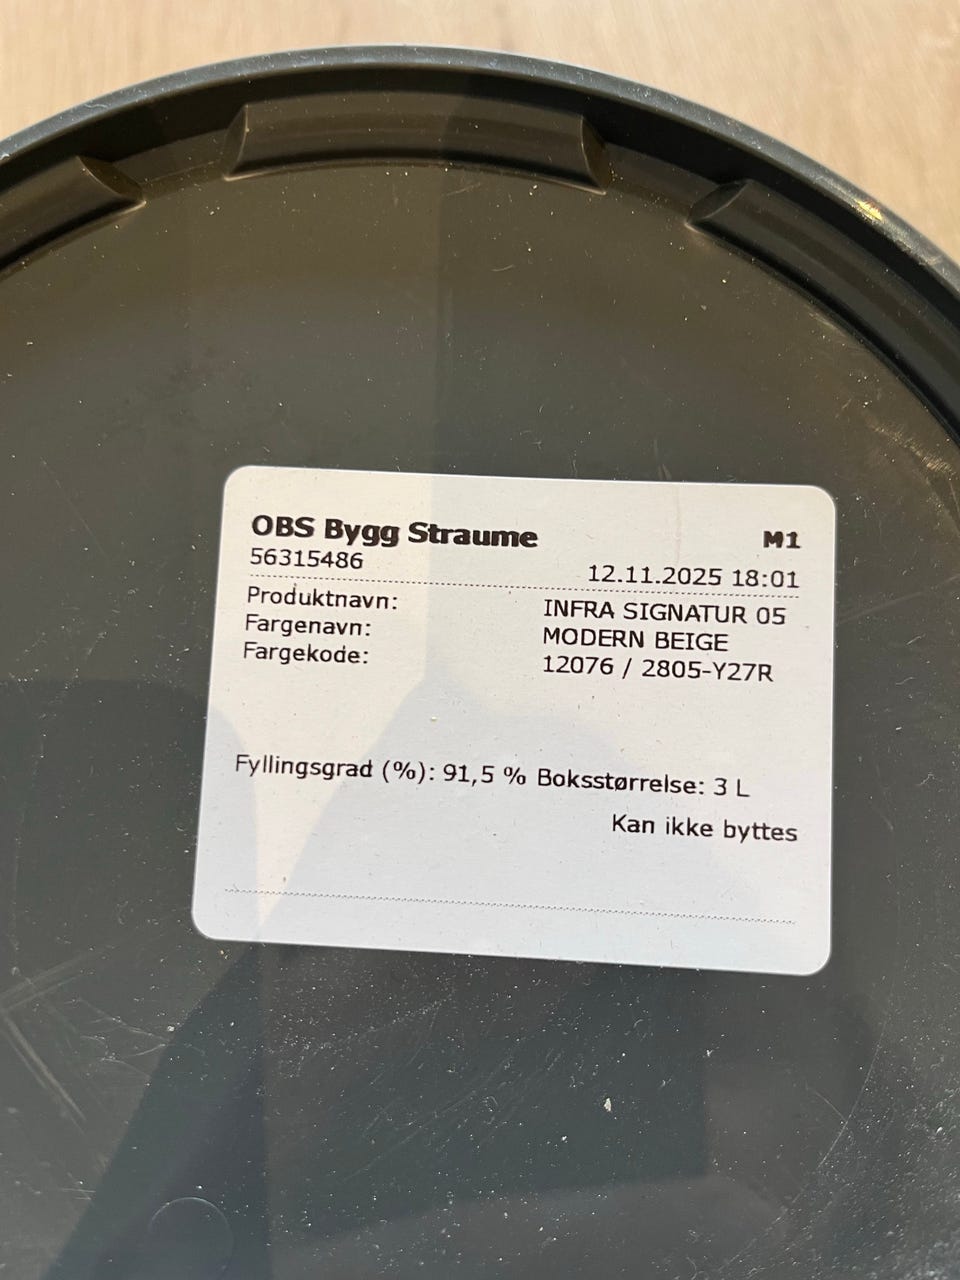 OBS Bygg Straume M1
56315486 12.11.2025 18:01
Produktnavn: INFRA SIGNATUR 05
Fargenavn: MODERN BEIGE
Fargekode: 12076 / 2805-Y27R
Fyllingsgrad (%): 91,5 % Boksstørrelse: 3 L
Kan ikke byttes